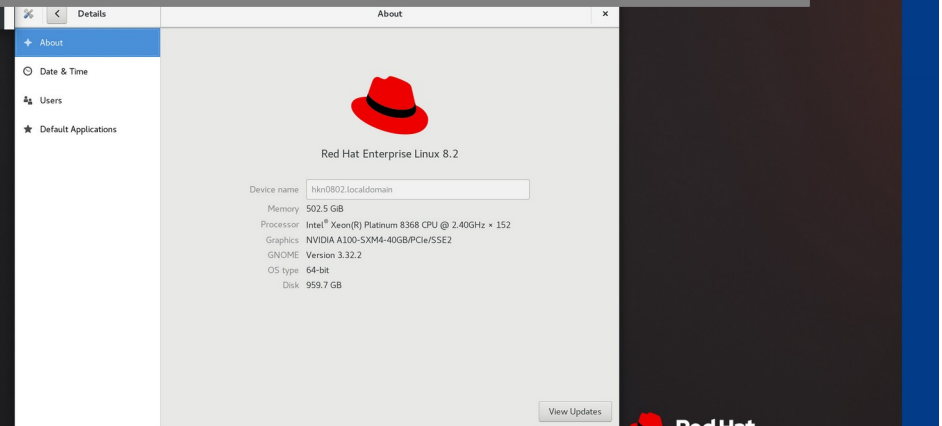 Details
About
×
About
Date & Time
Users
Default Applications
Red Hat Enterprise Linux 8.2
Device name hkn0802.localdomain
Memory 502.5 GiB
Processor Intel® Xeon(R) Platinum 8368 CPU @ 2.40GHz × 152
Graphics NVIDIA A100-SXM4-40GB/PCIe/SSE2
GNOME Version 3.32.2
OS type 64-bit
Disk 959.7 GB
View Updates
Red Hat